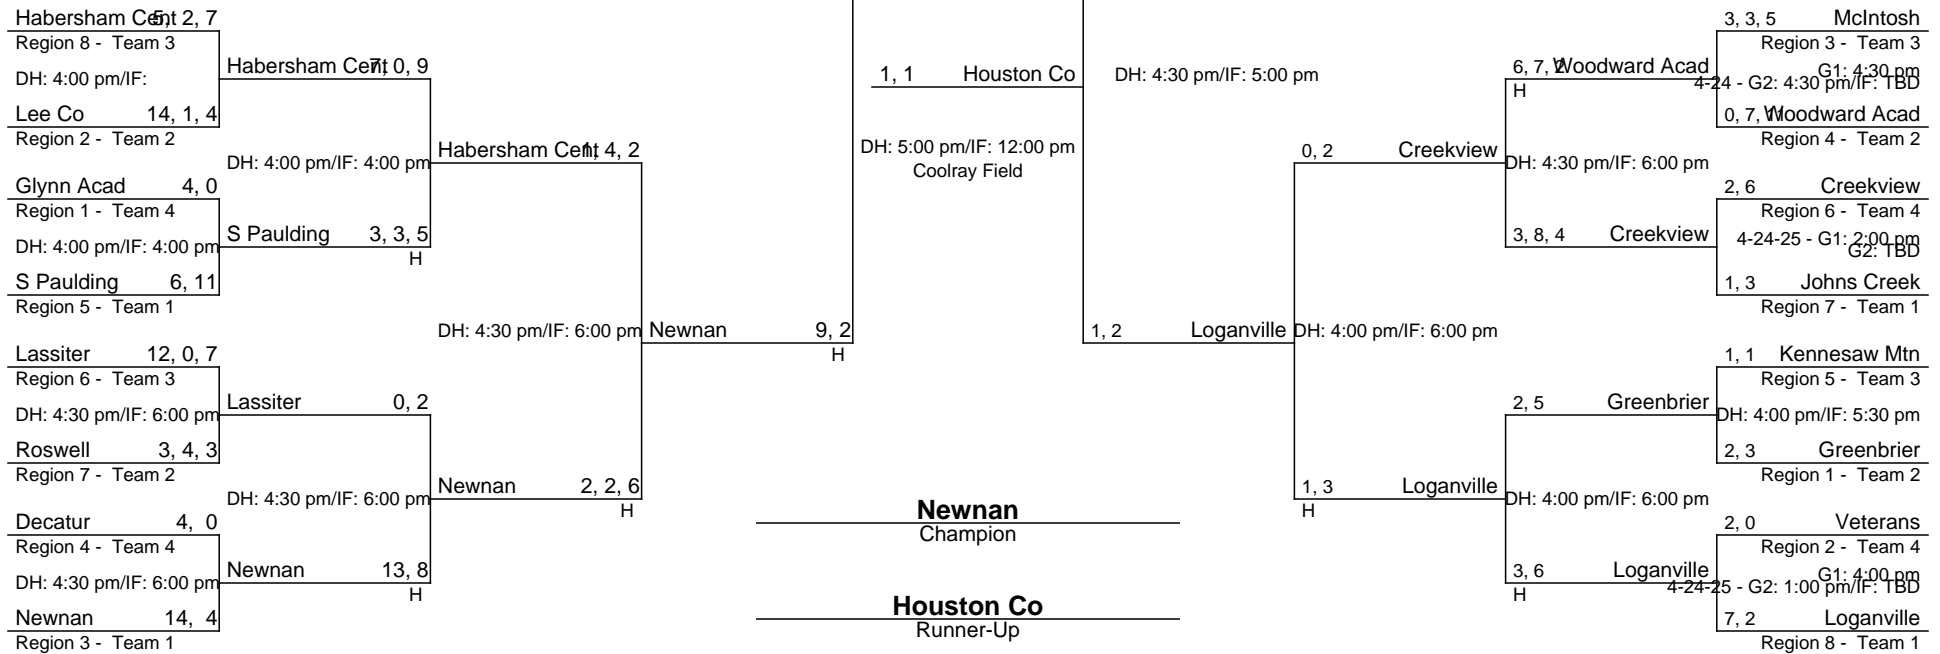 Habersham Cent 5, 2, 7
Region 8 - Team 3
DH: 4:00 pm/IF:
Lee Co 14, 1, 4
Region 2 - Team 2
Glynn Acad 4, 0
Region 1 - Team 4
DH: 4:00 pm/IF: 4:00 pm
S Paulding 6, 11
Region 5 - Team 1
Lassiter 12, 0, 7
Region 6 - Team 3
DH: 4:30 pm/IF: 6:00 pm
Roswell 3, 4, 3
Region 7 - Team 2
Decatur 4, 0
Region 4 - Team 4
DH: 4:30 pm/IF: 6:00 pm
Newnan 14, 4
Region 3 - Team 1
Habersham Cent 7, 0, 9
DH: 4:00 pm/IF: 4:00 pm
S Paulding 3, 3, 5
H
Lassiter 0, 2
DH: 4:30 pm/IF: 6:00 pm
Newnan 13, 8
H
Habersham Cent 1, 4, 2
DH: 4:30 pm/IF: 6:00 pm
Newnan 2, 2, 6
H
Newnan 9, 2
H
1, 1 Houston Co
DH: 5:00 pm/IF: 12:00 pm
Coolray Field
Newnan
Champion
Houston Co
Runner-Up
DH: 4:30 pm/IF: 5:00 pm
1, 2 Loganville
0, 2 Creekview
DH: 4:00 pm/IF: 6:00 pm
1, 3 Loganville
H
6, 7, 2 Woodward Acad
H
DH: 4:30 pm/IF: 6:00 pm
3, 8, 4 Creekview
2, 5 Greenbrier
DH: 4:00 pm/IF: 6:00 pm
3, 6 Loganville
H
3, 3, 5 McIntosh
Region 3 - Team 3
G1: 4:30 pm
4-24 - G2: 4:30 pm/IF: TBD
0, 7, Woodward Acad
Region 4 - Team 2
2, 6 Creekview
Region 6 - Team 4
4-24-25 - G1: 2:00 pm
G2: TBD
1, 3 Johns Creek
Region 7 - Team 1
1, 1 Kennesaw Mtn
Region 5 - Team 3
DH: 4:00 pm/IF: 5:30 pm
2, 3 Greenbrier
Region 1 - Team 2
2, 0 Veterans
Region 2 - Team 4
G1: 4:00 pm
4-24-25 - G2: 1:00 pm/IF: TBD
7, 2 Loganville
Region 8 - Team 1